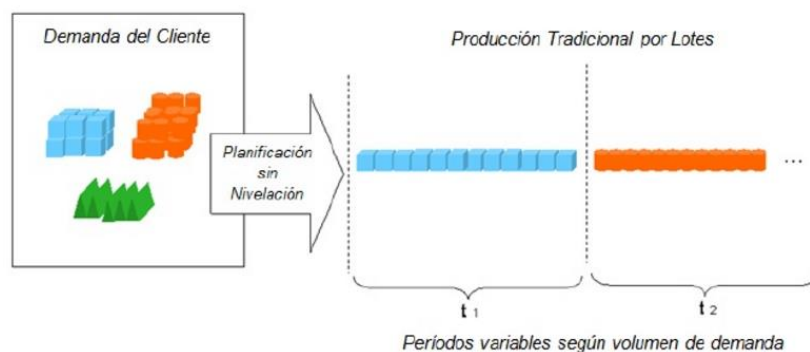 Demanda del Cliente
Producción Tradicional por Lotes
Planificación
sin
Nivelación
...
t 1
t 2
Períodos variables según volumen de demanda